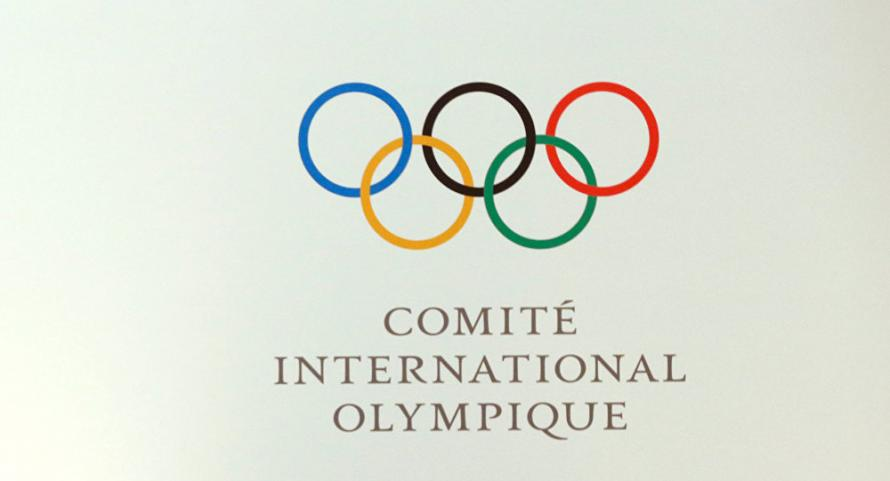 COMITÉ
INTERNATIONAL
OLYMPIQUE